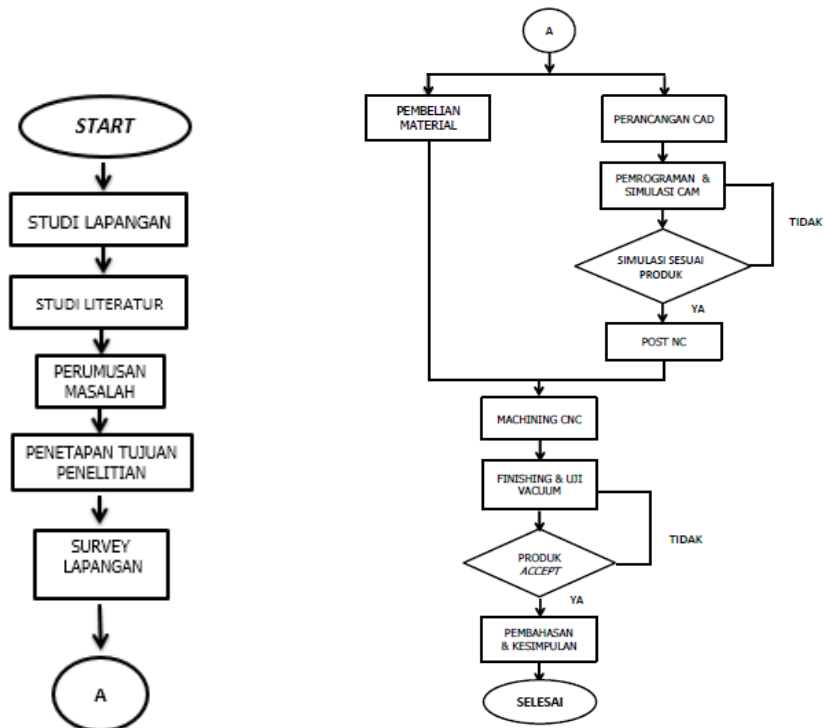 START
STUDI LAPANGAN
STUDI LITERATUR
PERUMUSAN
MASALAH
PENETAPAN TUJUAN
PENELITIAN
SURVEY
LAPANGAN
A
A
PEMBELIAN
MATERIAL
PERANCANGAN CAD
PEMROGRAMAN &
SIMULASI CAM
TIDAK
SIMULASI SESUAI
PRODUK
YA
POST NC
MACHINING CNC
FINISHING & UJI
VACUUM
TIDAK
PRODUK
ACCEPT
YA
PEMBAHASAN
& KESIMPULAN
SELESAI